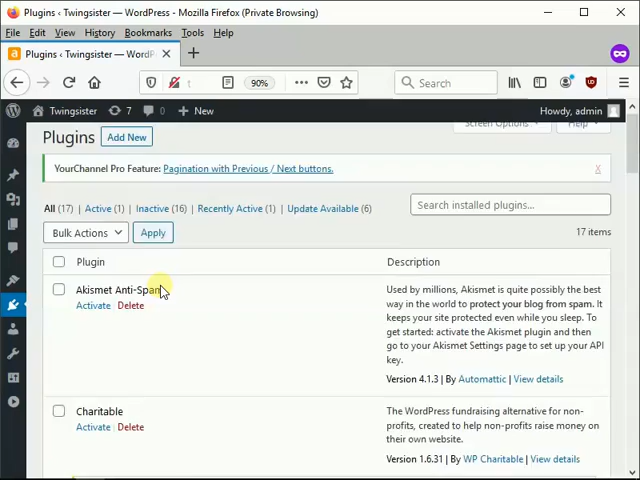 Plugins ‹ Twingsister — WordPress - Mozilla Firefox (Private Browsing)
File Edit View History Bookmarks Tools Help
Plugins ‹ Twingsister — WordP
90%
Search
Twingsister 7 0 New Howdy, admin
Plugins Add New Screen Options Help
YourChannel Pro Feature: Pagination with Previous / Next buttons. X
All (17) | Active (1) | Inactive (16) | Recently Active (1) | Update Available (6)
Search installed plugins...
Bulk Actions Apply 17 items
Plugin Description
Akismet Anti-Spam
Activate | Delete
Used by millions, Akismet is quite possibly the best
way in the world to protect your blog from spam. It
keeps your site protected even while you sleep. To
get started: activate the Akismet plugin and then
go to your Akismet Settings page to set up your API
key.
Version 4.1.3 | By Automattic | View details
Charitable
Activate | Delete
The WordPress fundraising alternative for non-
profits, created to help non-profits raise money on
their own website.
Version 1.6.31 | By WP Charitable | View details